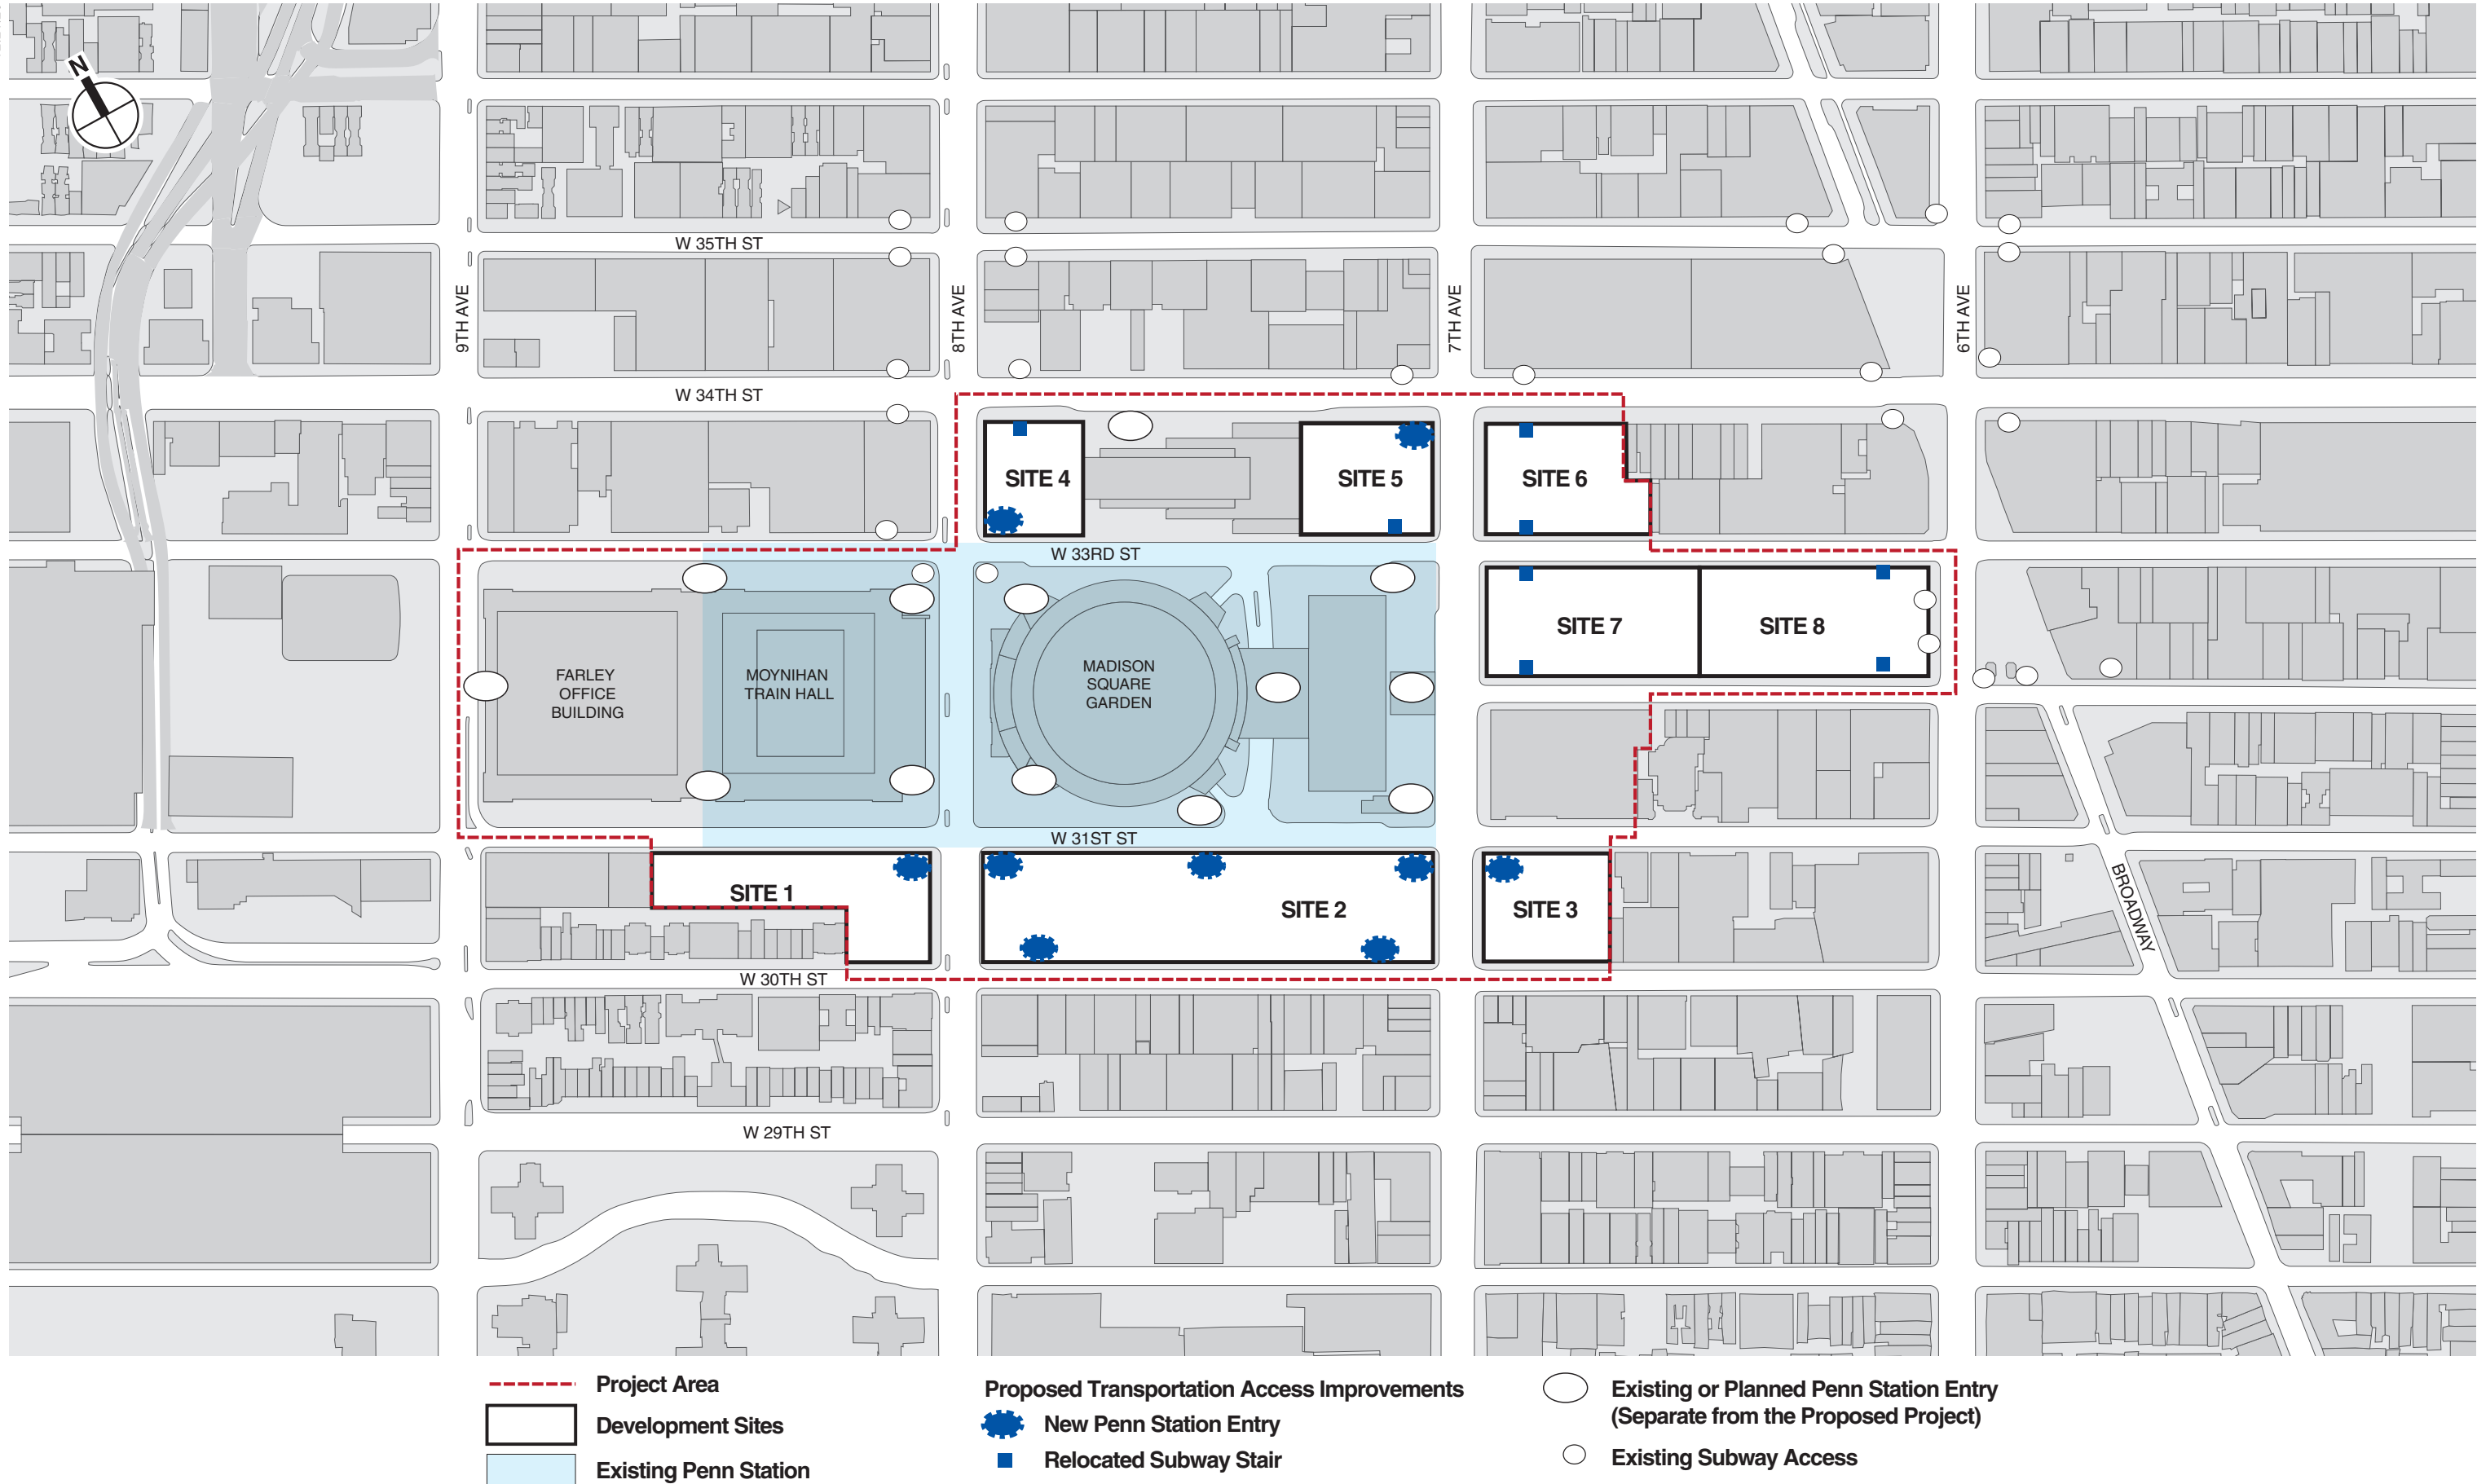 N
W 35TH ST
9TH AVE
8TH AVE
7TH AVE
6TH AVE
W 34TH ST
SITE 4
SITE 5
SITE 6
W 33RD ST
SITE 7
SITE 8
FARLEY
OFFICE
BUILDING
MOYNIHAN
TRAIN HALL
MADISON
SQUARE
GARDEN
W 31ST ST
SITE 1
SITE 2
SITE 3
BROADWAY
W 30TH ST
W 29TH ST
Project Area
Development Sites
Existing Penn Station
Proposed Transportation Access Improvements
New Penn Station Entry
Relocated Subway Stair
Existing or Planned Penn Station Entry
(Separate from the Proposed Project)
Existing Subway Access